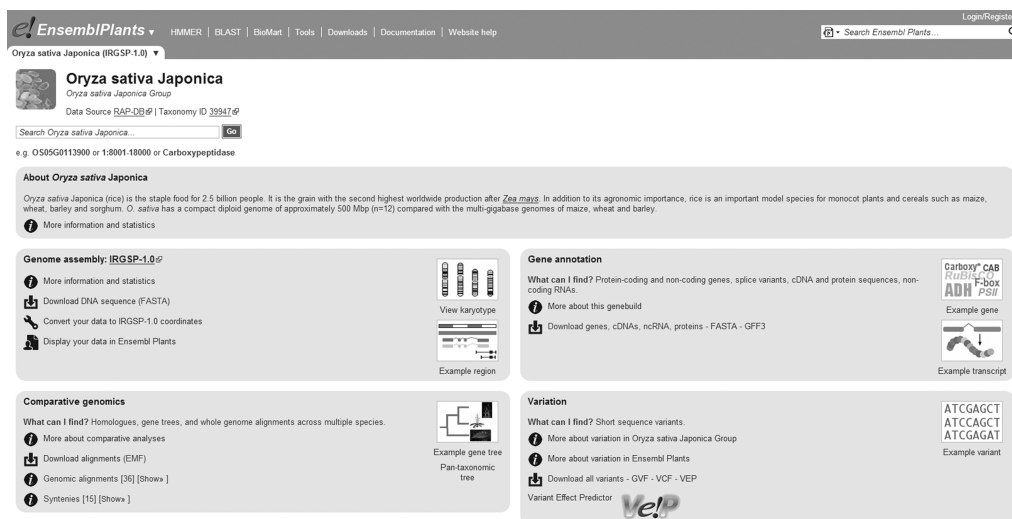 Login/Registe
e! EnsemblPlants ▾ HMMER | BLAST | BioMart | Tools | Downloads | Documentation | Website help
Search Ensembl Plants...
Oryza sativa Japonica (IRGSP-1.0) ▼
Oryza sativa Japonica
Oryza sativa Japonica Group
Data Source RAP-DB | Taxonomy ID 39947
Search Oryza sativa Japonica... Go
e.g. OS05G0113900 or 1:8001-18000 or Carboxypeptidase
About Oryza sativa Japonica
Oryza sativa Japonica (rice) is the staple food for 2.5 billion people. It is the grain with the second highest worldwide production after Zea mays. In addition to its agronomic importance, rice is an important model species for monocot plants and cereals such as maize,
wheat, barley and sorghum. O. sativa has a compact diploid genome of approximately 500 Mbp (n=12) compared with the multi-gigabase genomes of maize, wheat and barley.
More information and statistics
Genome assembly: IRGSP-1.0
More information and statistics
Download DNA sequence (FASTA)
Convert your data to IRGSP-1.0 coordinates
Display your data in Ensembl Plants
View karyotype
Example region
Gene annotation
What can I find? Protein-coding and non-coding genes, splice variants, cDNA and protein sequences, non-
coding RNAs.
More about this genebuild
Download genes, cDNAs, ncRNA, proteins - FASTA - GFF3
Carboxy" CAB
RuBisCO
F-box
ADH PSII
Example gene
Example transcript
Comparative genomics
What can I find? Homologues, gene trees, and whole genome alignments across multiple species.
More about comparative analyses
Download alignments (EMF)
Genomic alignments [36] [Show» ]
Syntenies [15] [Show» ]
Example gene tree
Pan-taxonomic
tree
Variation
What can I find? Short sequence variants.
More about variation in Oryza sativa Japonica Group
More about variation in Ensembl Plants
Download all variants - GVF - VCF - VEP
Variant Effect Predictor Ve!P
ATCGAGCT
ATCCAGCT
ATCGAGAT
Example variant